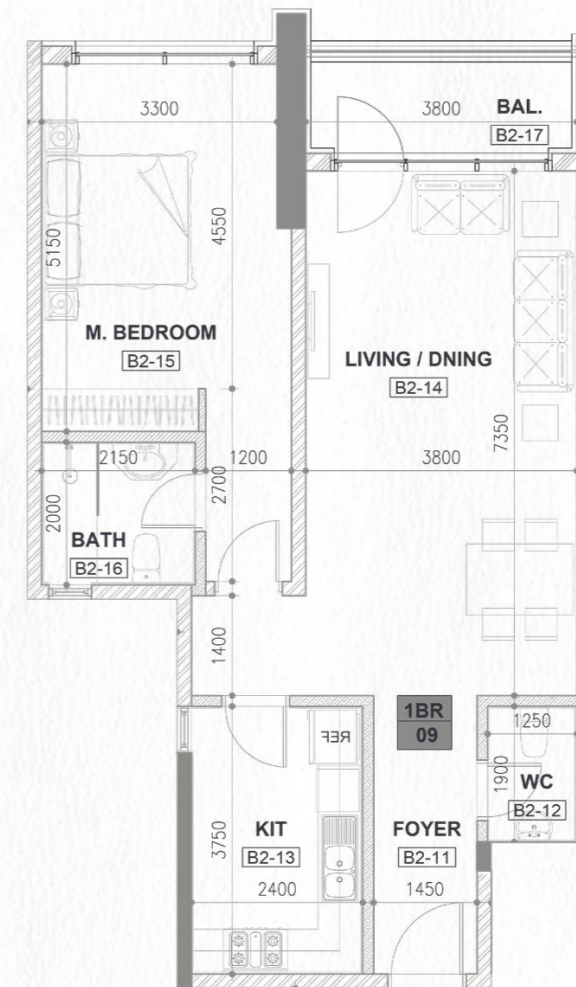 3300
3800
BAL.
B2-17
5150
4550
M. BEDROOM
B2-15
LIVING / DNING
B2-14
7350
2150
1200
3800
2000
2700
BATH
B2-16
1400
1BR
09
REF
1250
1900
WC
B2-12
3750
KIT
B2-13
FOYER
B2-11
2400
1450